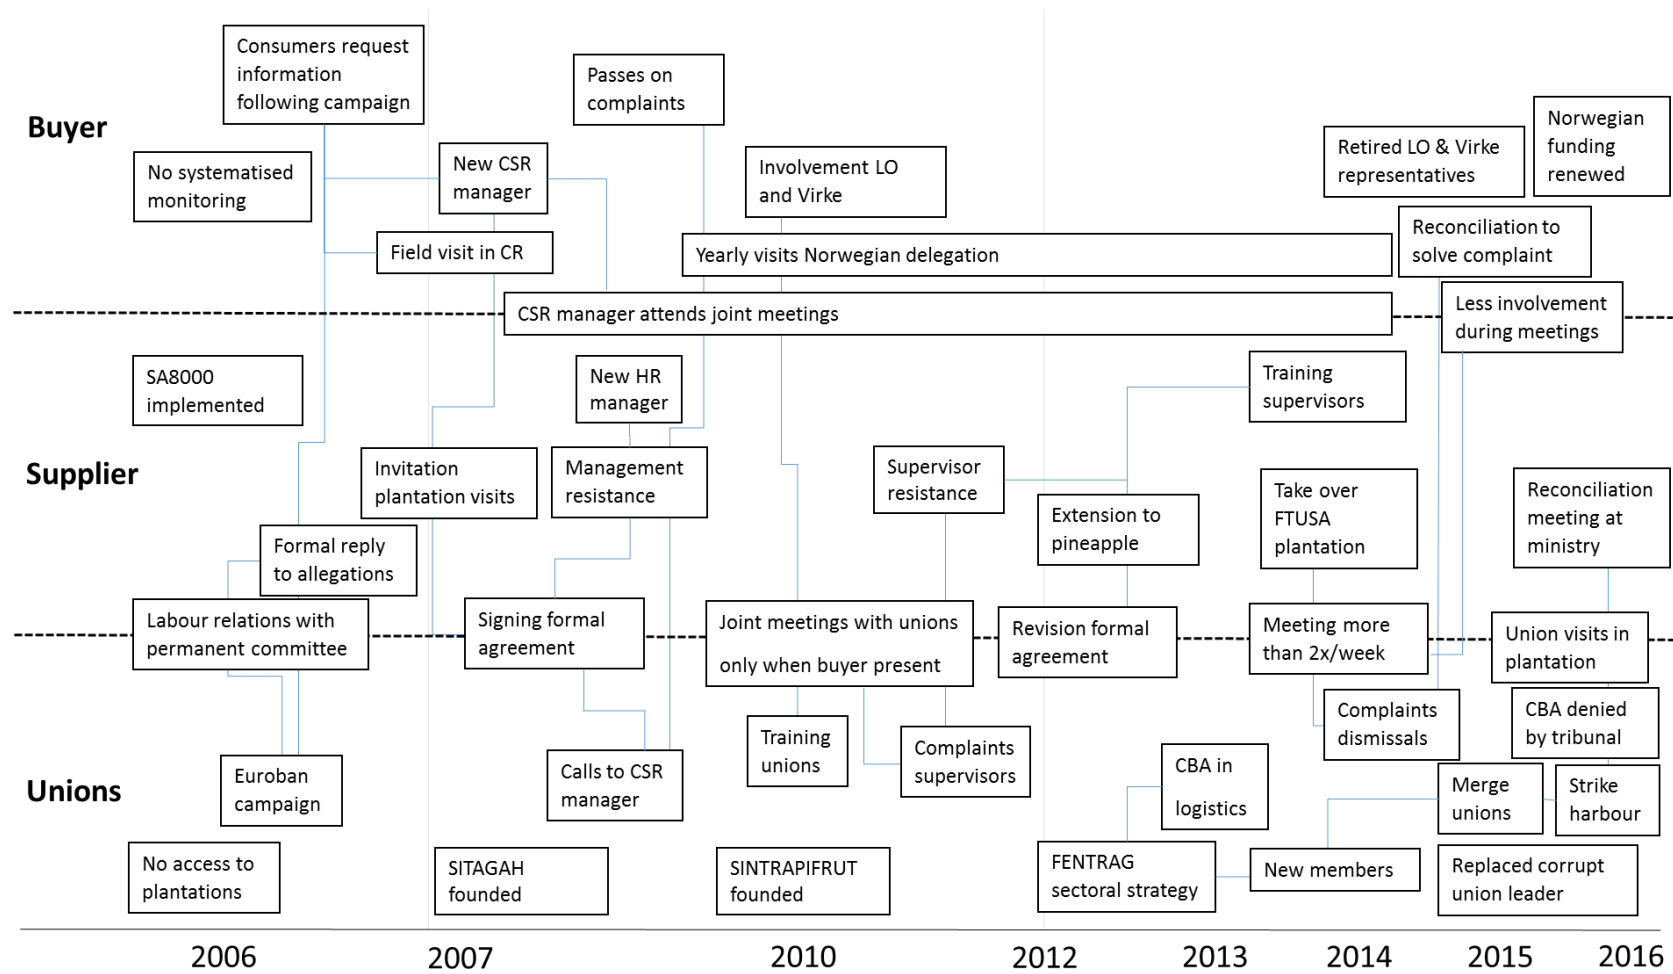 Consumers request
information
following campaign
Passes on
complaints
Norwegian
funding
renewed
Buyer
Retired LO & Virke
representatives
No systematised
monitoring
New CSR
manager
Involvement LO
and Virke
Field visit in CR
Yearly visits Norwegian delegation
Reconciliation to
solve complaint
CSR manager attends joint meetings
Less involvement
during meetings
SA8000
implemented
New HR
manager
Training
supervisors
Supplier
Invitation
plantation visits
Management
resistance
Supervisor
resistance
Take over
FTUSA
plantation
Reconciliation
meeting at
ministry
Extension to
pineapple
Formal reply
to allegations
Labour relations with
permanent committee
Signing formal
agreement
Joint meetings with unions
only when buyer present
Revision formal
agreement
Meeting more
than 2x/week
Union visits in
plantation
Complaints
dismissals
CBA denied
by tribunal
Unions
Euroban
campaign
Calls to CSR
manager
Training
unions
Complaints
supervisors
CBA in
logistics
Merge
unions
Strike
harbour
No access to
plantations
SITAGAH
founded
SINTRAPIFRUT
founded
FENTRAG
sectoral strategy
New members
Replaced corrupt
union leader
2006 2007 2010 2012 2013 2014 2015 2016